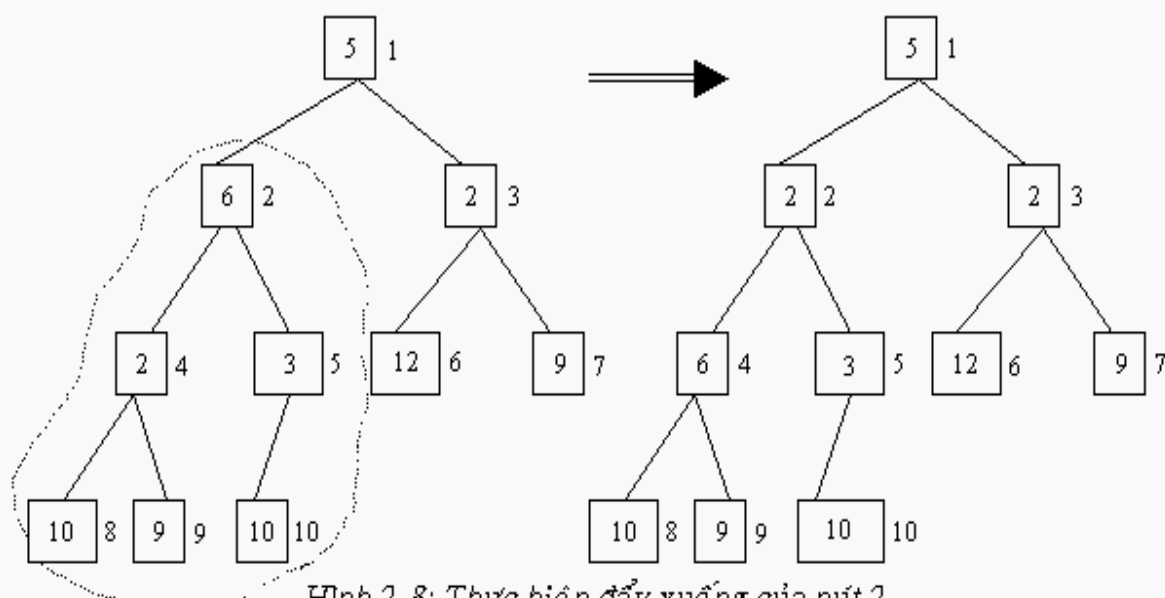 5 1 5 1
6 2 2 3 2 2 2 3
2 4 3 5 12 6 9 7 6 4 3 5 12 6 9 7
10 8 9 9 10 10 10 8 9 9 10 10
Hình 2-8: Thực hiện đẩy xuống của nút 2